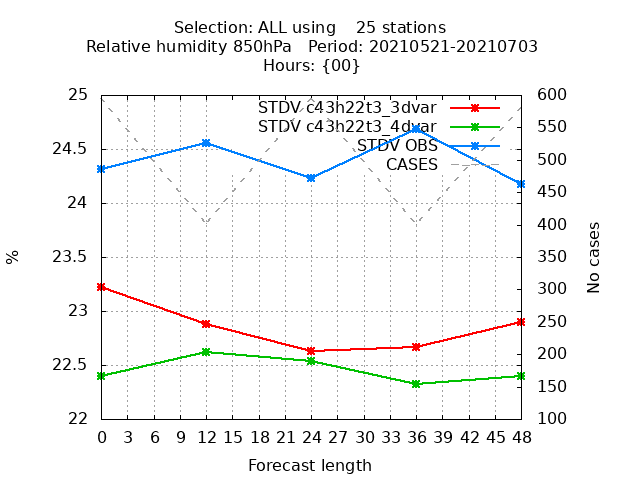 Selection: ALL using    25 stations
Relative humidity 850hPa   Period: 20210521-20210703
Hours: {00}
STDV c43h22t3_3dvar
STDV c43h22t3_4dvar
STDV OBS
CASES
25
24.5
24
23.5
23
22.5
22
%
600
550
500
450
400
350
300
250
200
150
100
No cases
0 3 6 9 12 15 18 21 24 27 30 33 36 39 42 45 48
Forecast length